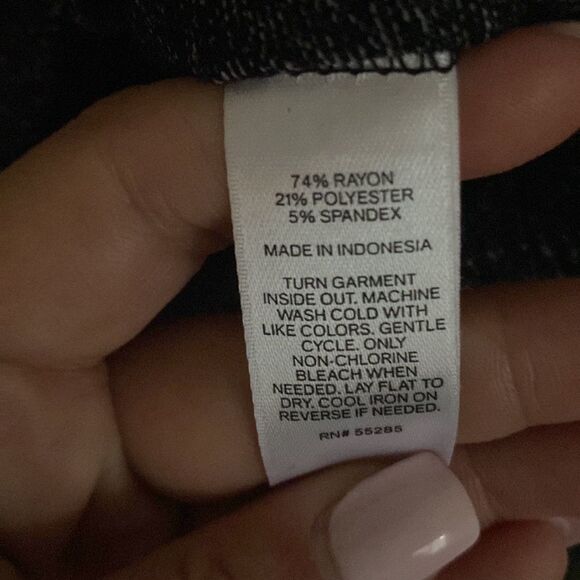 74% RAYON
21% POLYESTER
5% SPANDEX
MADE IN INDONESIA
TURN GARMENT
INSIDE OUT. MACHINE
WASH COLD WITH
LIKE COLORS. GENTLE
CYCLE. ONLY
NON-CHLORINE
BLEACH WHEN
NEEDED. LAY FLAT TO
DRY. COOL IRON ON
REVERSE IF NEEDED.
RN# 55285